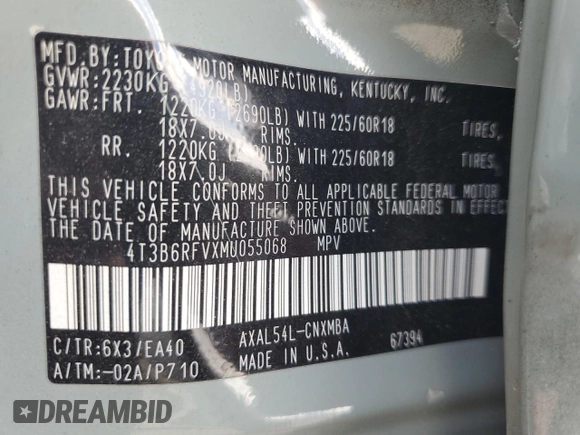 MFD. BY: TOYOTA MOTOR MANUFACTURING, KENTUCKY, INC.
GVWR: 2230KG (4920LB)
GAWR: FRT. 1220KG (2690LB) WITH 225/60R18 TIRES,
18X7.0J RIMS.
RR. 1220KG (2690LB) WITH 225/60R18 TIRES,
18X7.0J RIMS.
THIS VEHICLE CONFORMS TO ALL APPLICABLE FEDERAL MOTOR
VEHICLE SAFETY AND THEFT PREVENTION STANDARDS IN EFFEC
THE DATE OF MANUFACTURE SHOWN ABOVE.
4T3B6RFVXMU055068 MPV
C/TR:6X3/EA40 AXAL54L-CNXMBA 67394
A/TM:-02A/P710 MADE IN U.S.A.
DREAMBID